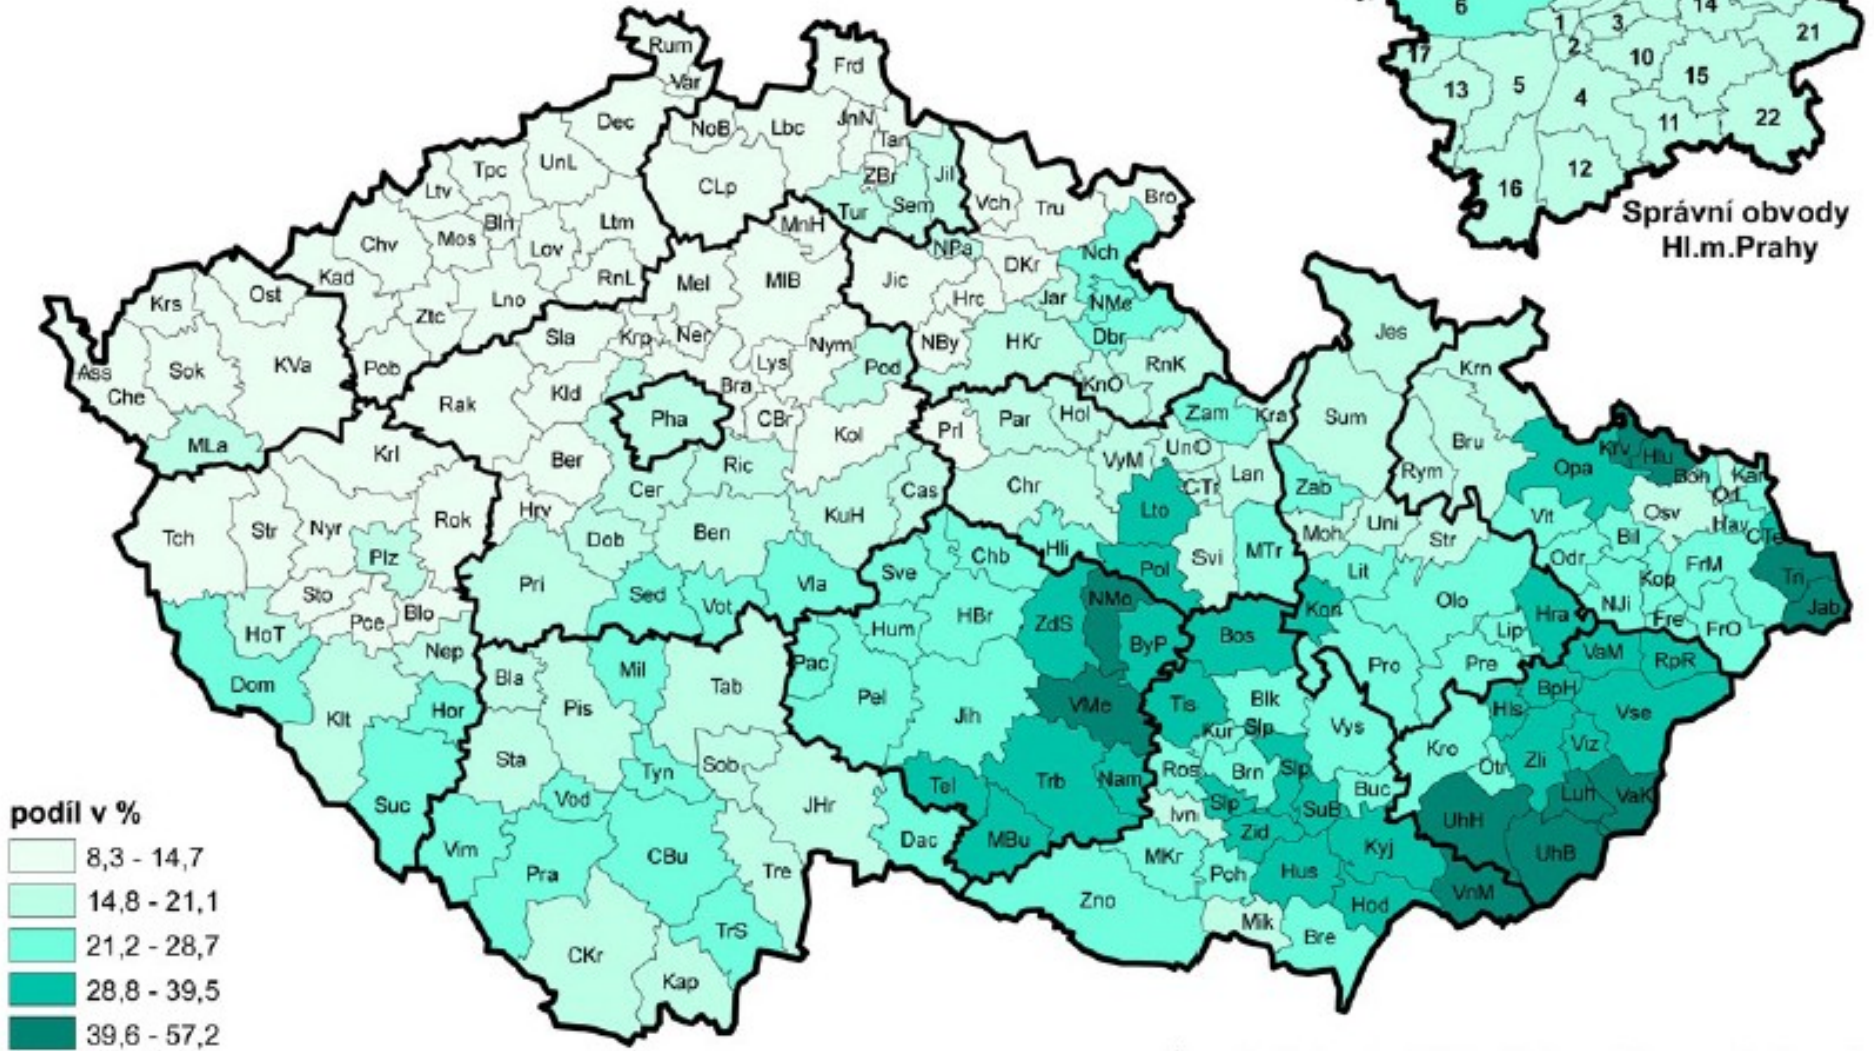 6
14
1
3
21
2
17
10
15
5
13
4
11
22
12
16
Správní obvody
Hl.m.Prahy
Rum
Var
Frd
Dec
NoB
Lbc
JnN
Tan
Tpc
UnL
ZBr
Jil
Ltv
CLp
Sem
Tur
Vch
Tru
Bro
Bln
Ltm
MnH
Chv
Mos
Lov
NPa
Nch
DKr
Kad
RnL
Mel
MlB
Jic
Krs
Ost
Lno
Hrc
Jar
NMe
Ztc
Sla
Krp
Ner
Nym
NBy
HKr
Dbr
Jes
Ass
Sok
KVa
Pob
Lys
Pod
RnK
Krn
Che
Kld
Bra
KnO
Rak
Pha
CBr
Kol
Prl
Par
Hol
Zam
Kra
Sum
MLa
Krl
Ber
Ric
VyM
UnO
Bru
Krv
Hlu
Opa
Cer
Cas
Chr
CTr
Lan
Zab
Rym
Boh
Kar
Orl
Tch
Str
Nyr
Rok
Hrv
Dob
Ben
KuH
Lto
Moh
Uni
Str
Vit
Osv
Hav
CTe
Plz
Chb
Hli
Svi
MTr
Bil
Pri
Sed
Vot
Vla
Sve
Pol
Lit
Odr
Kop
FrM
Tri
Sto
Pce
Blo
HBr
ZdS
NMo
Kon
Olo
Hra
NJi
Fre
FrO
Jab
HoT
Nep
Hum
ByP
Bos
Lip
VaM
RpR
Dom
Bla
Mil
Tab
Pac
Pel
Pro
Pre
BpH
Klt
Hor
Pis
Jih
VMe
Tis
Blk
Hls
Vse
Kur
Slp
Vys
Kro
Otr
Zli
Viz
Sta
Tyn
Sob
Tel
Trb
Nam
Ros
Brn
Slp
Buc
Luh
VaK
podíl v %
Suc
Vod
JHr
Slp
SuB
UhH
8,3 - 14,7
Vim
Pra
CBu
Tre
Dac
MBu
Ivn
Zid
Kyj
UhB
14,8 - 21,1
MKr
Poh
Hus
Hod
VnM
21,2 - 28,7
TrS
Zno
Mik
Bre
28,8 - 39,5
CKr
Kap
39,6 - 57,2